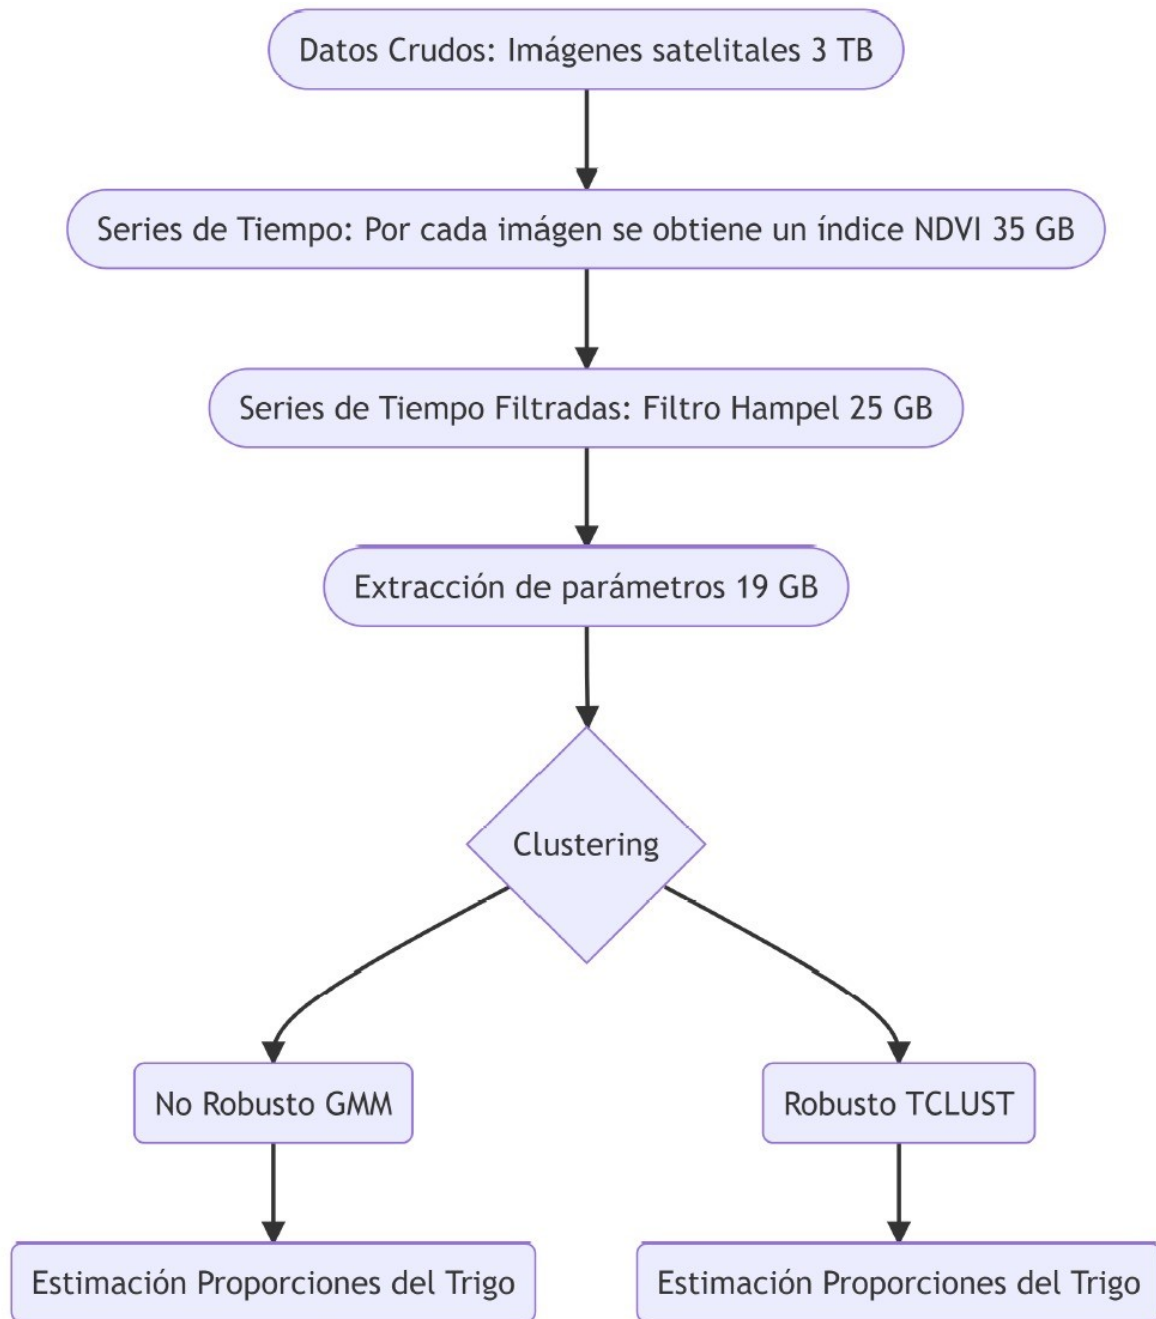 Datos Crudos: Imágenes satelitales 3 TB
Series de Tiempo: Por cada imágen se obtiene un índice NDVI 35 GB
Series de Tiempo Filtradas: Filtro Hampel 25 GB
Extracción de parámetros 19 GB
Clustering
No Robusto GMM
Robusto TCLUST
Estimación Proporciones del Trigo
Estimación Proporciones del Trigo